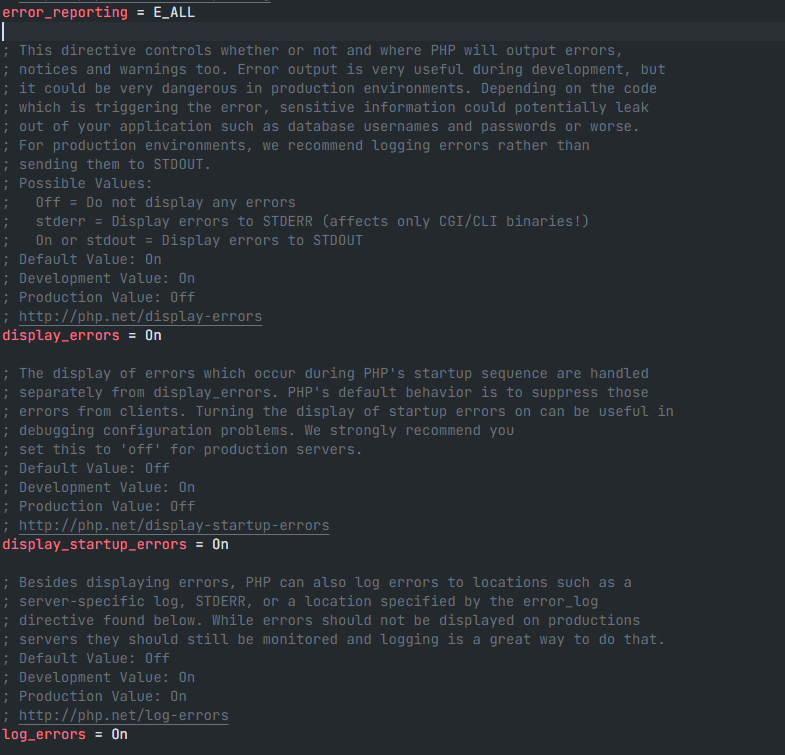 error_reporting = E_ALL
; This directive controls whether or not and where PHP will output errors,
; notices and warnings too. Error output is very useful during development, but
; it could be very dangerous in production environments. Depending on the code
; which is triggering the error, sensitive information could potentially leak
; out of your application such as database usernames and passwords or worse.
; For production environments, we recommend logging errors rather than
; sending them to STDOUT.
; Possible Values:
;   Off = Do not display any errors
;   stderr = Display errors to STDERR (affects only CGI/CLI binaries!)
;   On or stdout = Display errors to STDOUT
; Default Value: On
; Development Value: On
; Production Value: Off
; http://php.net/display-errors
display_errors = On
; The display of errors which occur during PHP's startup sequence are handled
; separately from display_errors. PHP's default behavior is to suppress those
; errors from clients. Turning the display of startup errors on can be useful in
; debugging configuration problems. We strongly recommend you
; set this to 'off' for production servers.
; Default Value: Off
; Development Value: On
; Production Value: Off
; http://php.net/display-startup-errors
display_startup_errors = On
; Besides displaying errors, PHP can also log errors to locations such as a
; server-specific log, STDERR, or a location specified by the error_log
; directive found below. While errors should not be displayed on productions
; servers they should still be monitored and logging is a great way to do that.
; Default Value: Off
; Development Value: On
; Production Value: On
; http://php.net/log-errors
log_errors = On